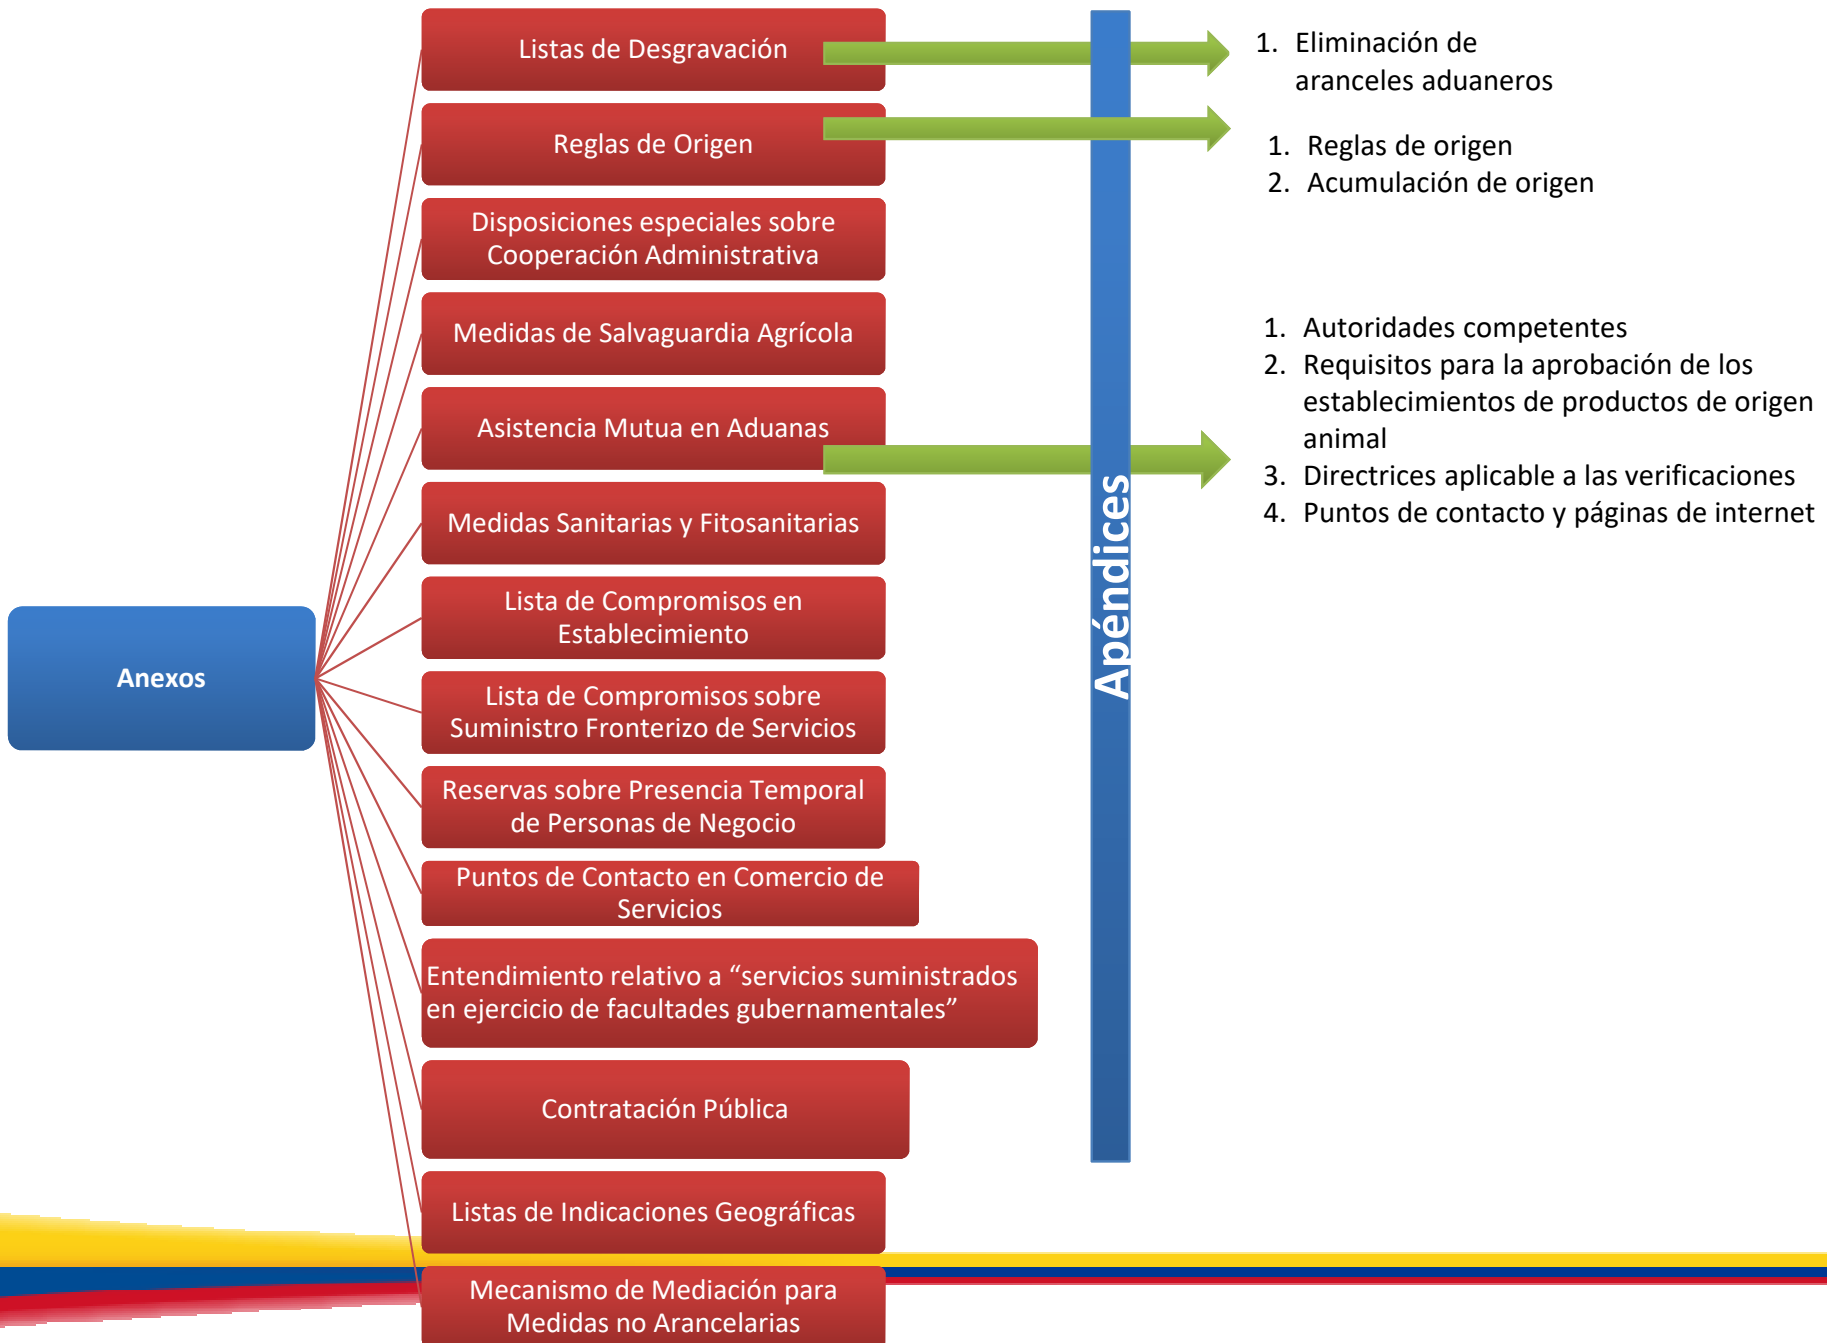 Anexos
Listas de Desgravación
Reglas de Origen
Disposiciones especiales sobre
Cooperación Administrativa
Medidas de Salvaguardia Agrícola
Asistencia Mutua en Aduanas
Medidas Sanitarias y Fitosanitarias
Lista de Compromisos en
Establecimiento
Lista de Compromisos sobre
Suministro Fronterizo de Servicios
Reservas sobre Presencia Temporal
de Personas de Negocio
Puntos de Contacto en Comercio de
Servicios
Entendimiento relativo a “servicios suministrados
en ejercicio de facultades gubernamentales”
Contratación Pública
Listas de Indicaciones Geográficas
Mecanismo de Mediación para
Medidas no Arancelarias
Apéndices
1. Eliminación de
aranceles aduaneros
1. Reglas de origen
2. Acumulación de origen
1. Autoridades competentes
2. Requisitos para la aprobación de los
establecimientos de productos de origen
animal
3. Directrices aplicable a las verificaciones
4. Puntos de contacto y páginas de internet